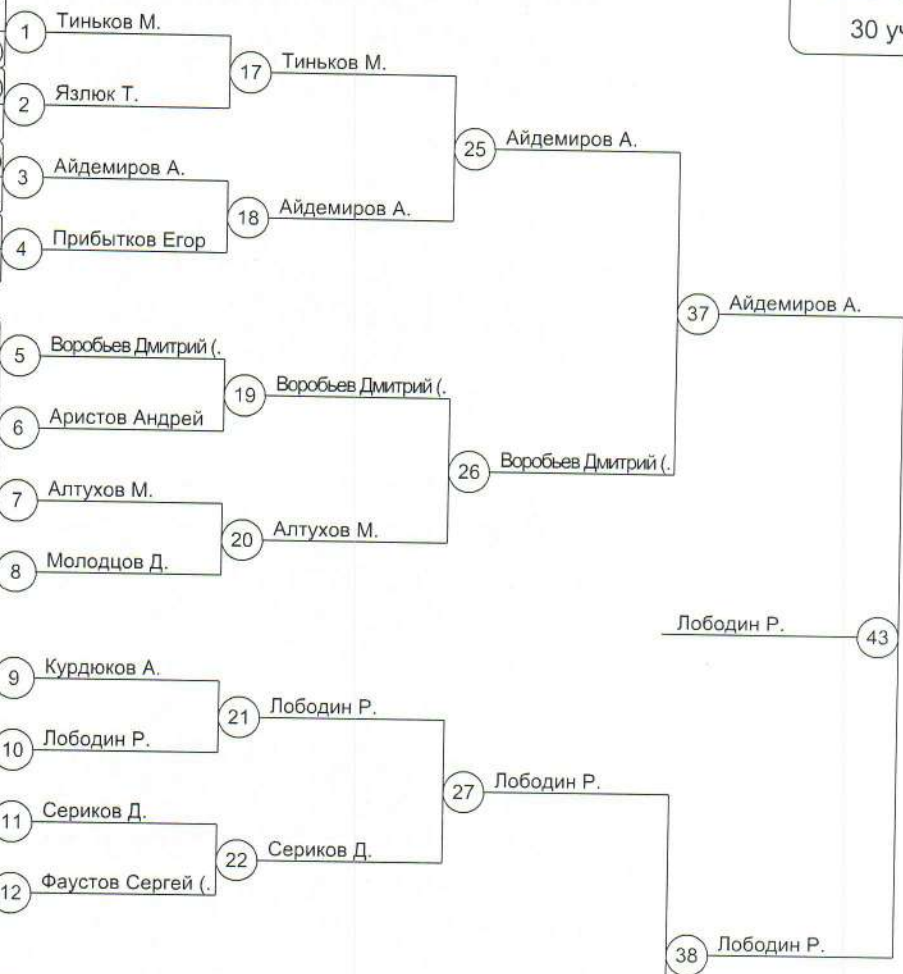 30 уч
1 Тиньков М.
17 Тиньков М.
2 Язлюк Т.
25 Айдемиров А.
3 Айдемиров А.
18 Айдемиров А.
4 Прибытков Егор
37 Айдемиров А.
5 Воробьев Дмитрий (.
19 Воробьев Дмитрий (.
6 Аристов Андрей
26 Воробьев Дмитрий (.
7 Алтухов М.
20 Алтухов М.
8 Молодцов Д.
Лободин Р. 43
9 Курдюков А.
21 Лободин Р.
10 Лободин Р.
27 Лободин Р.
11 Сериков Д.
22 Сериков Д.
12 Фаустов Сергей (.
38 Лободин Р.